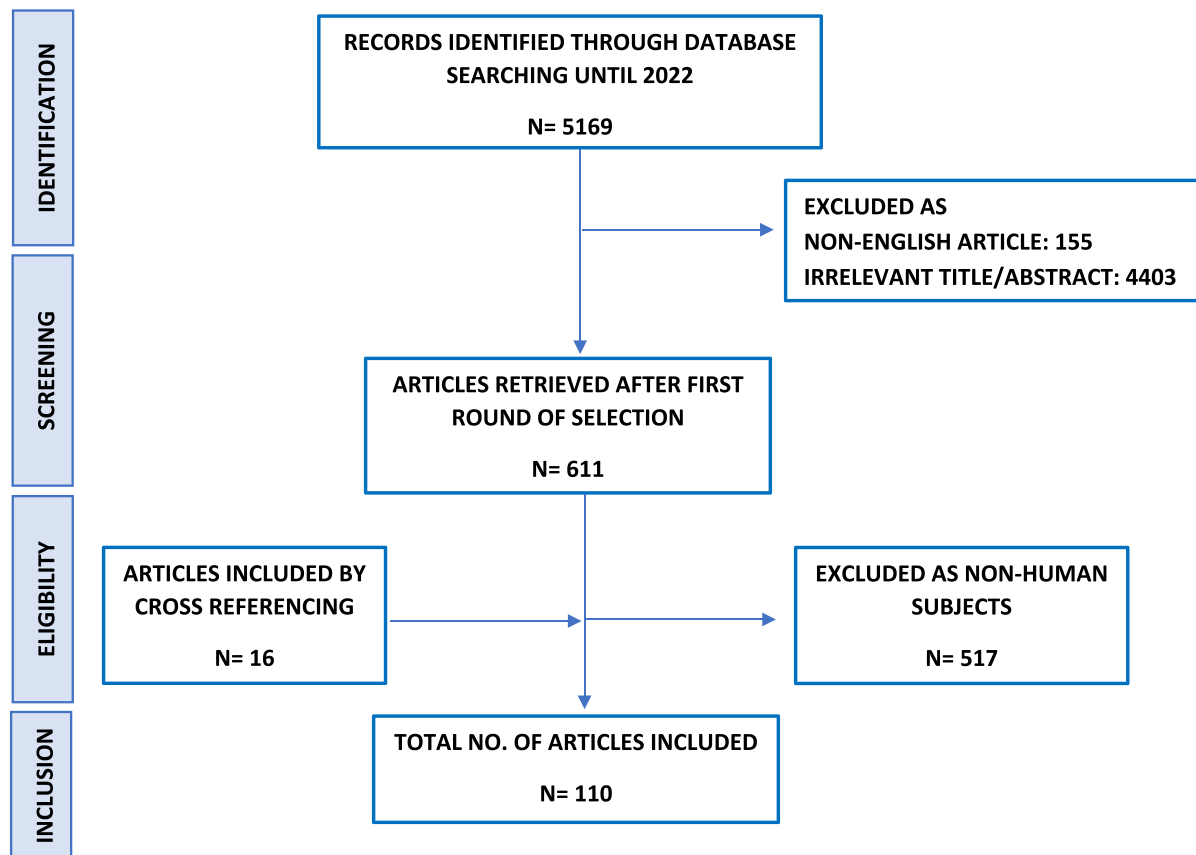 IDENTIFICATION
RECORDS IDENTIFIED THROUGH DATABASE
SEARCHING UNTIL 2022
N= 5169
EXCLUDED AS
NON-ENGLISH ARTICLE: 155
IRRELEVANT TITLE/ABSTRACT: 4403
SCREENING
ARTICLES RETRIEVED AFTER FIRST
ROUND OF SELECTION
N= 611
ELIGIBILITY
ARTICLES INCLUDED BY
CROSS REFERENCING
N= 16
EXCLUDED AS NON-HUMAN
SUBJECTS
N= 517
INCLUSION
TOTAL NO. OF ARTICLES INCLUDED
N= 110